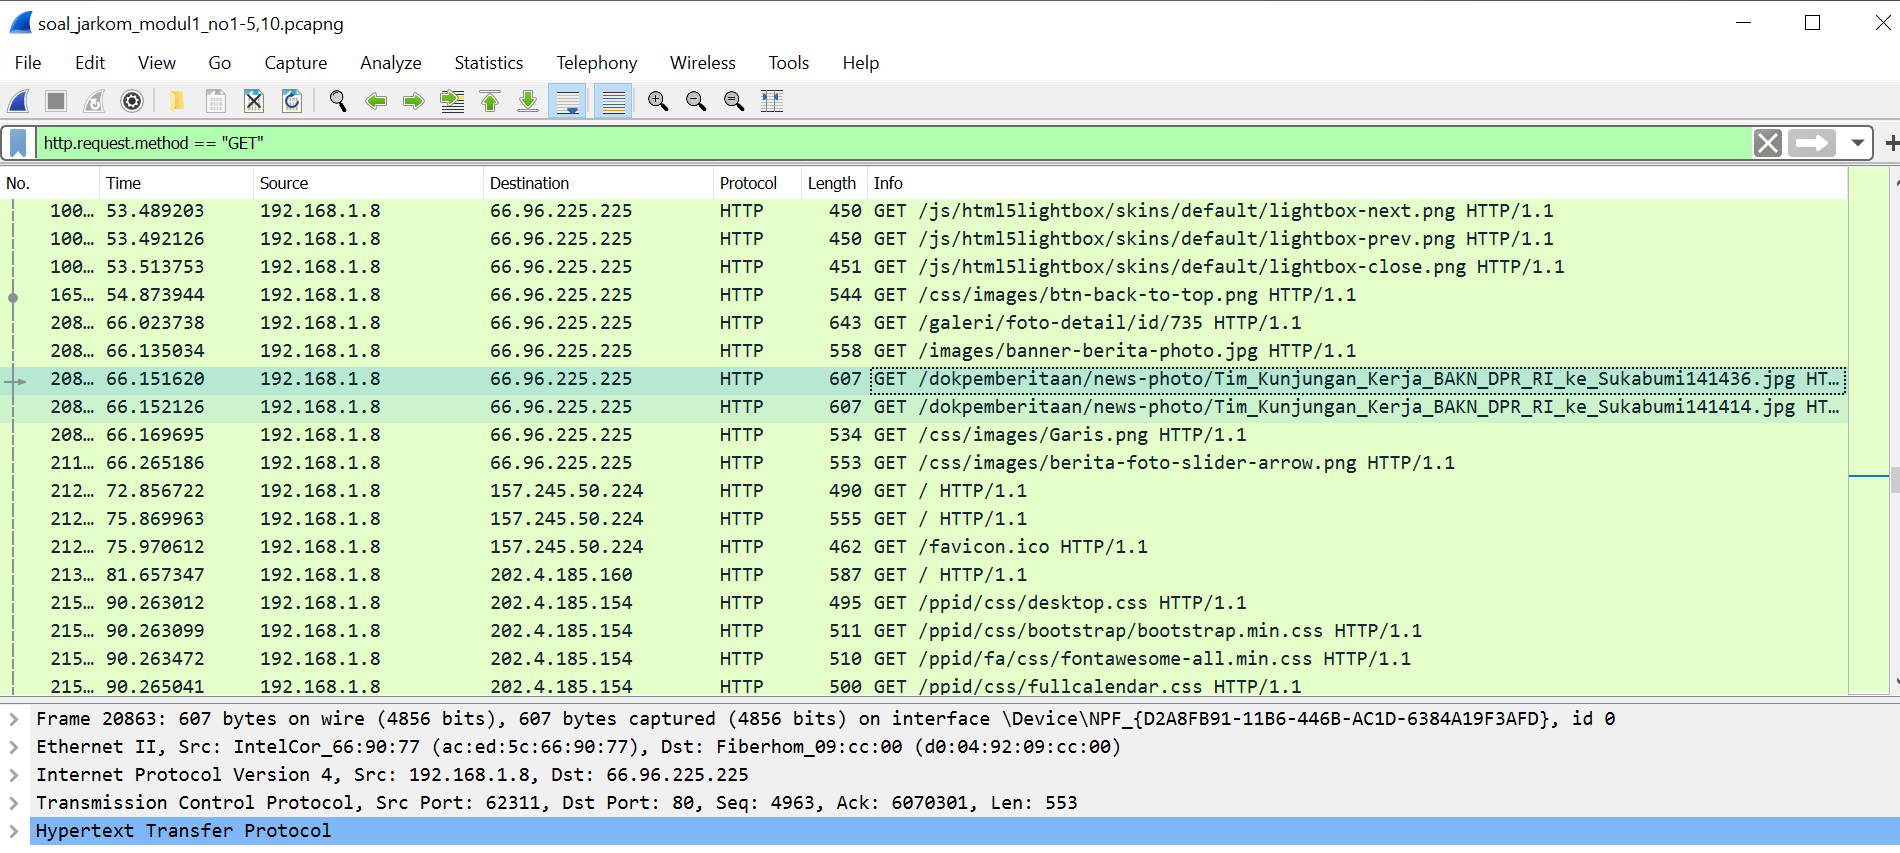 soal_jarkom_modul1_no1-5,10.pcapng
File Edit View Go Capture Analyze Statistics Telephony Wireless Tools Help
http.request.method == "GET"
No. Time Source Destination Protocol Length Info
100… 53.489203 192.168.1.8 66.96.225.225 HTTP 450 GET /js/html5lightbox/skins/default/lightbox-next.png HTTP/1.1
100… 53.492126 192.168.1.8 66.96.225.225 HTTP 450 GET /js/html5lightbox/skins/default/lightbox-prev.png HTTP/1.1
100… 53.513753 192.168.1.8 66.96.225.225 HTTP 451 GET /js/html5lightbox/skins/default/lightbox-close.png HTTP/1.1
165… 54.873944 192.168.1.8 66.96.225.225 HTTP 544 GET /css/images/btn-back-to-top.png HTTP/1.1
208… 66.023738 192.168.1.8 66.96.225.225 HTTP 643 GET /galeri/foto-detail/id/735 HTTP/1.1
208… 66.135034 192.168.1.8 66.96.225.225 HTTP 558 GET /images/banner-berita-photo.jpg HTTP/1.1
208… 66.151620 192.168.1.8 66.96.225.225 HTTP 607 GET /dokpemberitaan/news-photo/Tim_Kunjungan_Kerja_BAKN_DPR_RI_ke_Sukabumi141436.jpg HT…
208… 66.152126 192.168.1.8 66.96.225.225 HTTP 607 GET /dokpemberitaan/news-photo/Tim_Kunjungan_Kerja_BAKN_DPR_RI_ke_Sukabumi141414.jpg HT…
208… 66.169695 192.168.1.8 66.96.225.225 HTTP 534 GET /css/images/Garis.png HTTP/1.1
211… 66.265186 192.168.1.8 66.96.225.225 HTTP 553 GET /css/images/berita-foto-slider-arrow.png HTTP/1.1
212… 72.856722 192.168.1.8 157.245.50.224 HTTP 490 GET / HTTP/1.1
212… 75.869963 192.168.1.8 157.245.50.224 HTTP 555 GET / HTTP/1.1
212… 75.970612 192.168.1.8 157.245.50.224 HTTP 462 GET /favicon.ico HTTP/1.1
213… 81.657347 192.168.1.8 202.4.185.160 HTTP 587 GET / HTTP/1.1
215… 90.263012 192.168.1.8 202.4.185.154 HTTP 495 GET /ppid/css/desktop.css HTTP/1.1
215… 90.263099 192.168.1.8 202.4.185.154 HTTP 511 GET /ppid/css/bootstrap/bootstrap.min.css HTTP/1.1
215… 90.263472 192.168.1.8 202.4.185.154 HTTP 510 GET /ppid/fa/css/fontawesome-all.min.css HTTP/1.1
215… 90.265041 192.168.1.8 202.4.185.154 HTTP 500 GET /ppid/css/fullcalendar.css HTTP/1.1
Frame 20863: 607 bytes on wire (4856 bits), 607 bytes captured (4856 bits) on interface \Device\NPF_{D2A8FB91-11B6-446B-AC1D-6384A19F3AFD}, id 0
Ethernet II, Src: IntelCor_66:90:77 (ac:ed:5c:66:90:77), Dst: Fiberhom_09:cc:00 (d0:04:92:09:cc:00)
Internet Protocol Version 4, Src: 192.168.1.8, Dst: 66.96.225.225
Transmission Control Protocol, Src Port: 62311, Dst Port: 80, Seq: 4963, Ack: 6070301, Len: 553
Hypertext Transfer Protocol